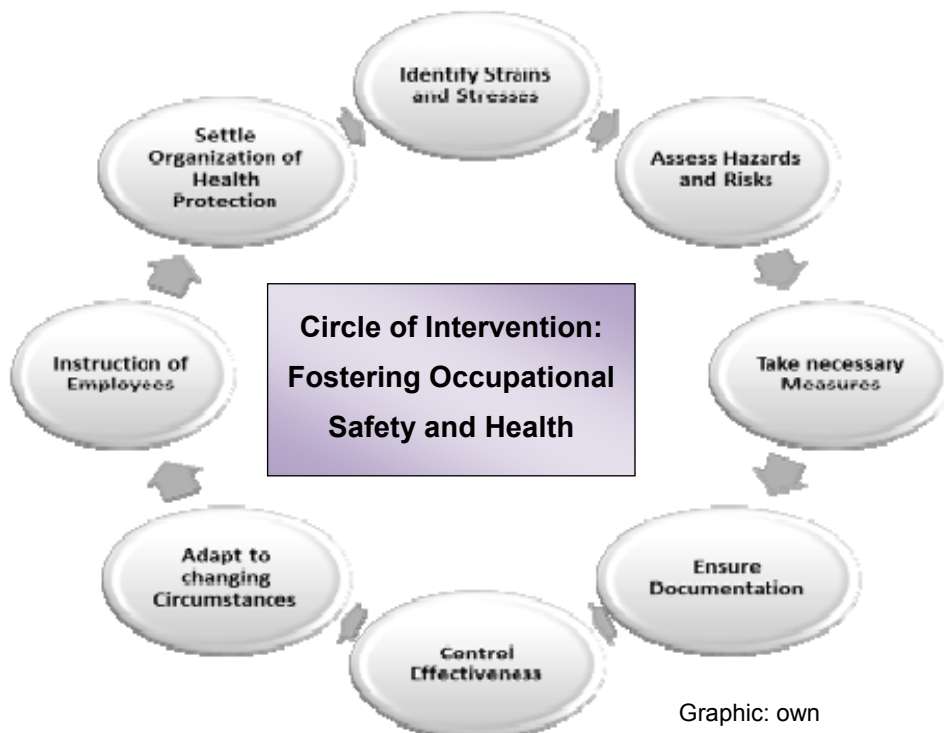 Identify Strains
and Stresses
Assess Hazards
and Risks
Take necessary
Measures
Ensure
Documentation
Control
Effectiveness
Adapt to
changing
Circumstances
Instruction of
Employees
Settle
Organization of
Health
Protection
Circle of Intervention:
Fostering Occupational
Safety and Health
Graphic: own